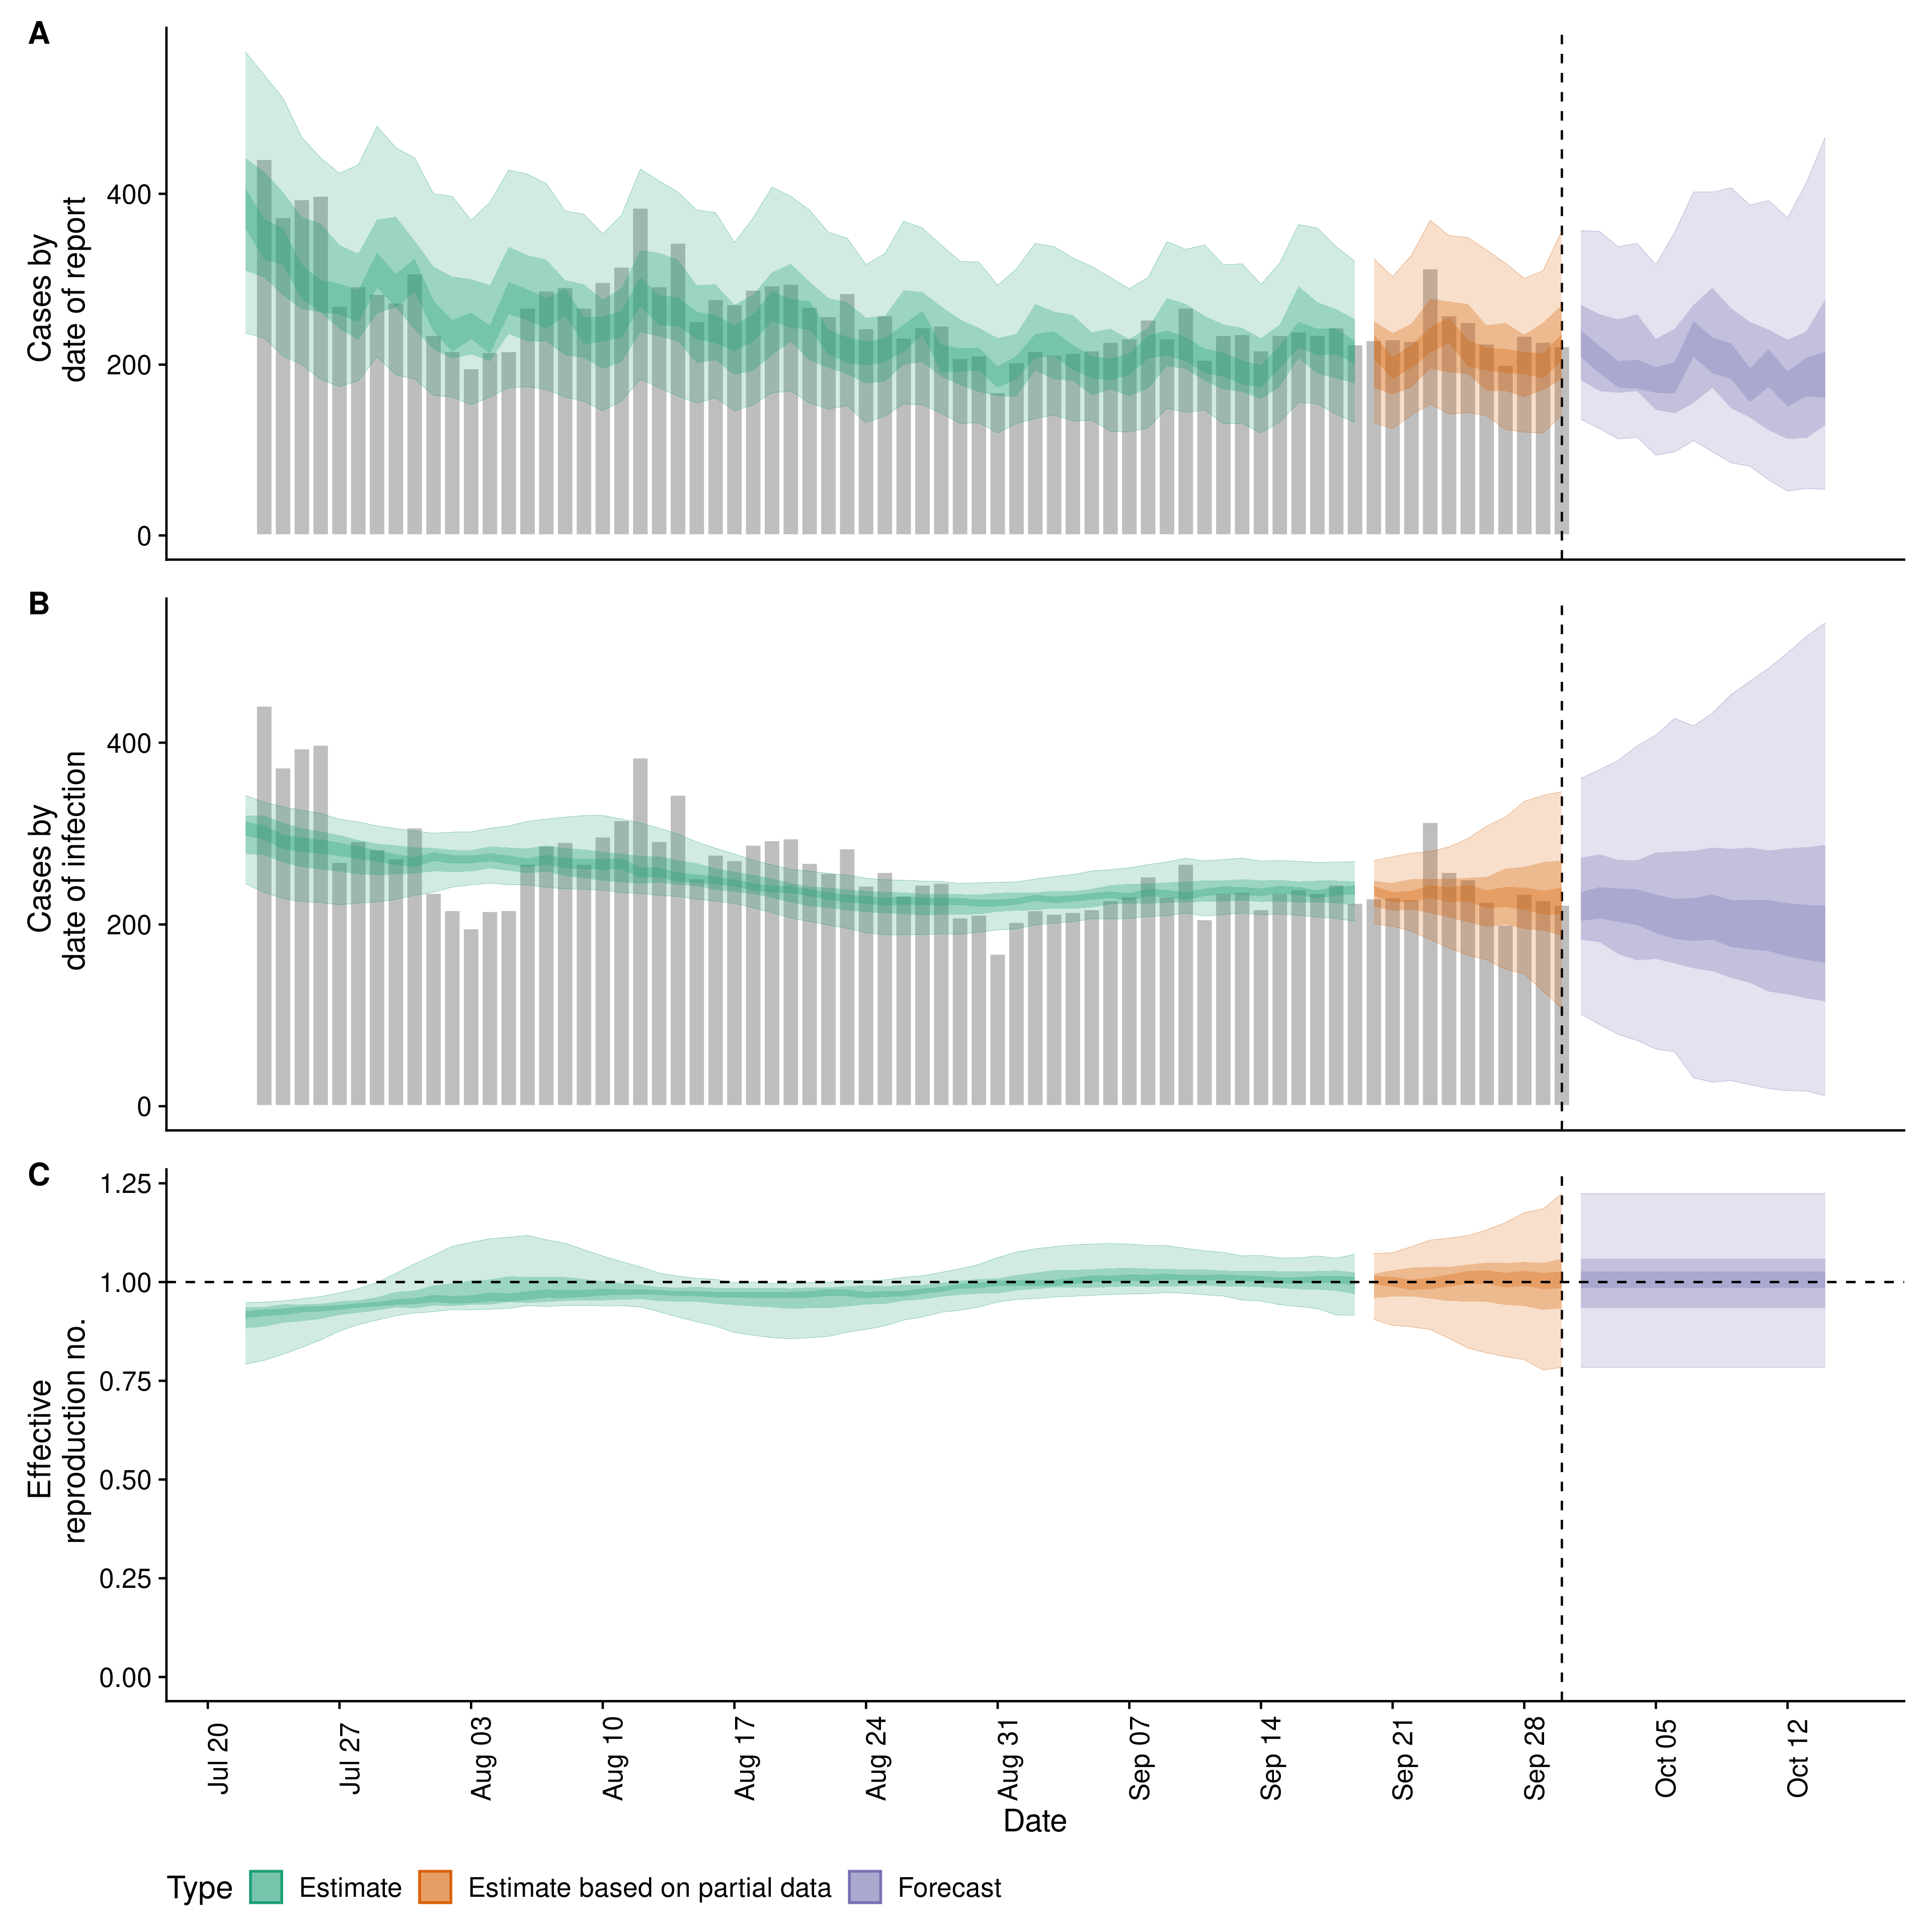 A
Cases by
date of report
400
200
0
B
Cases by
date of infection
400
200
0
C
Effective
reproduction no.
1.25
1.00
0.75
0.50
0.25
0.00
Jul 20
Jul 27
Aug 03
Aug 10
Aug 17
Aug 24
Aug 31
Sep 07
Sep 14
Sep 21
Sep 28
Oct 05
Oct 12
Date
Type Estimate Estimate based on partial data Forecast